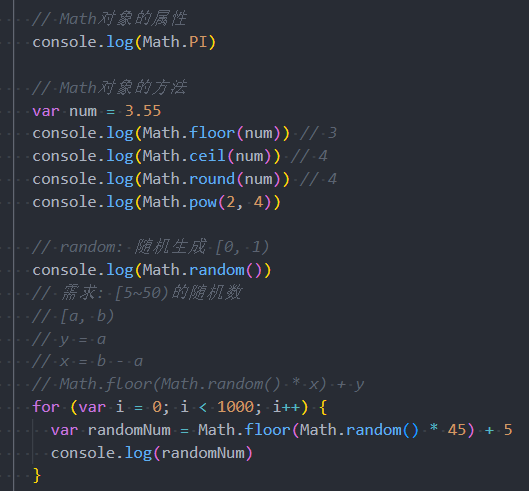 // Math对象的属性
console.log(Math.PI)
// Math对象的方法
var num = 3.55
console.log(Math.floor(num)) // 3
console.log(Math.ceil(num)) // 4
console.log(Math.round(num)) // 4
console.log(Math.pow(2, 4))
// random: 随机生成 [0, 1)
console.log(Math.random())
// 需求: [5~50)的随机数
// [a, b)
// y = a
// x = b - a
// Math.floor(Math.random() * x) + y
for (var i = 0; i < 1000; i++) {
  var randomNum = Math.floor(Math.random() * 45) + 5
  console.log(randomNum)
}